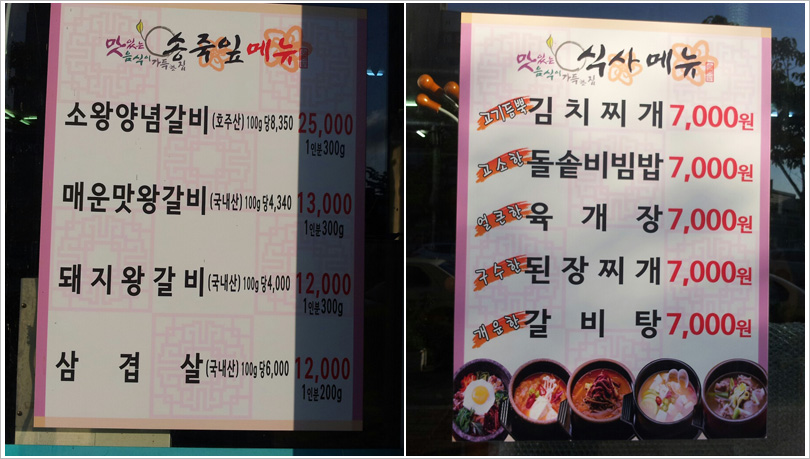 맛있는
음식이 가득한 집
송죽잎 메뉴
소왕양념갈비 (호주산) 100g 당8,350 25,000
1인분300g
매운맛왕갈비 (국내산) 100g 당4,340 13,000
1인분300g
돼지왕갈비 (국내산) 100g 당4,000 12,000
1인분300g
삼겹살 (국내산) 100g 당6,000 12,000
1인분200g
맛있는
음식이 가득한 집
식사 메뉴
고기듬뿍 김치찌개 7,000원
고소한 돌솥비빔밥 7,000원
얼큰한 육개장 7,000원
구수한 된장찌개 7,000원
개운한 갈비탕 7,000원